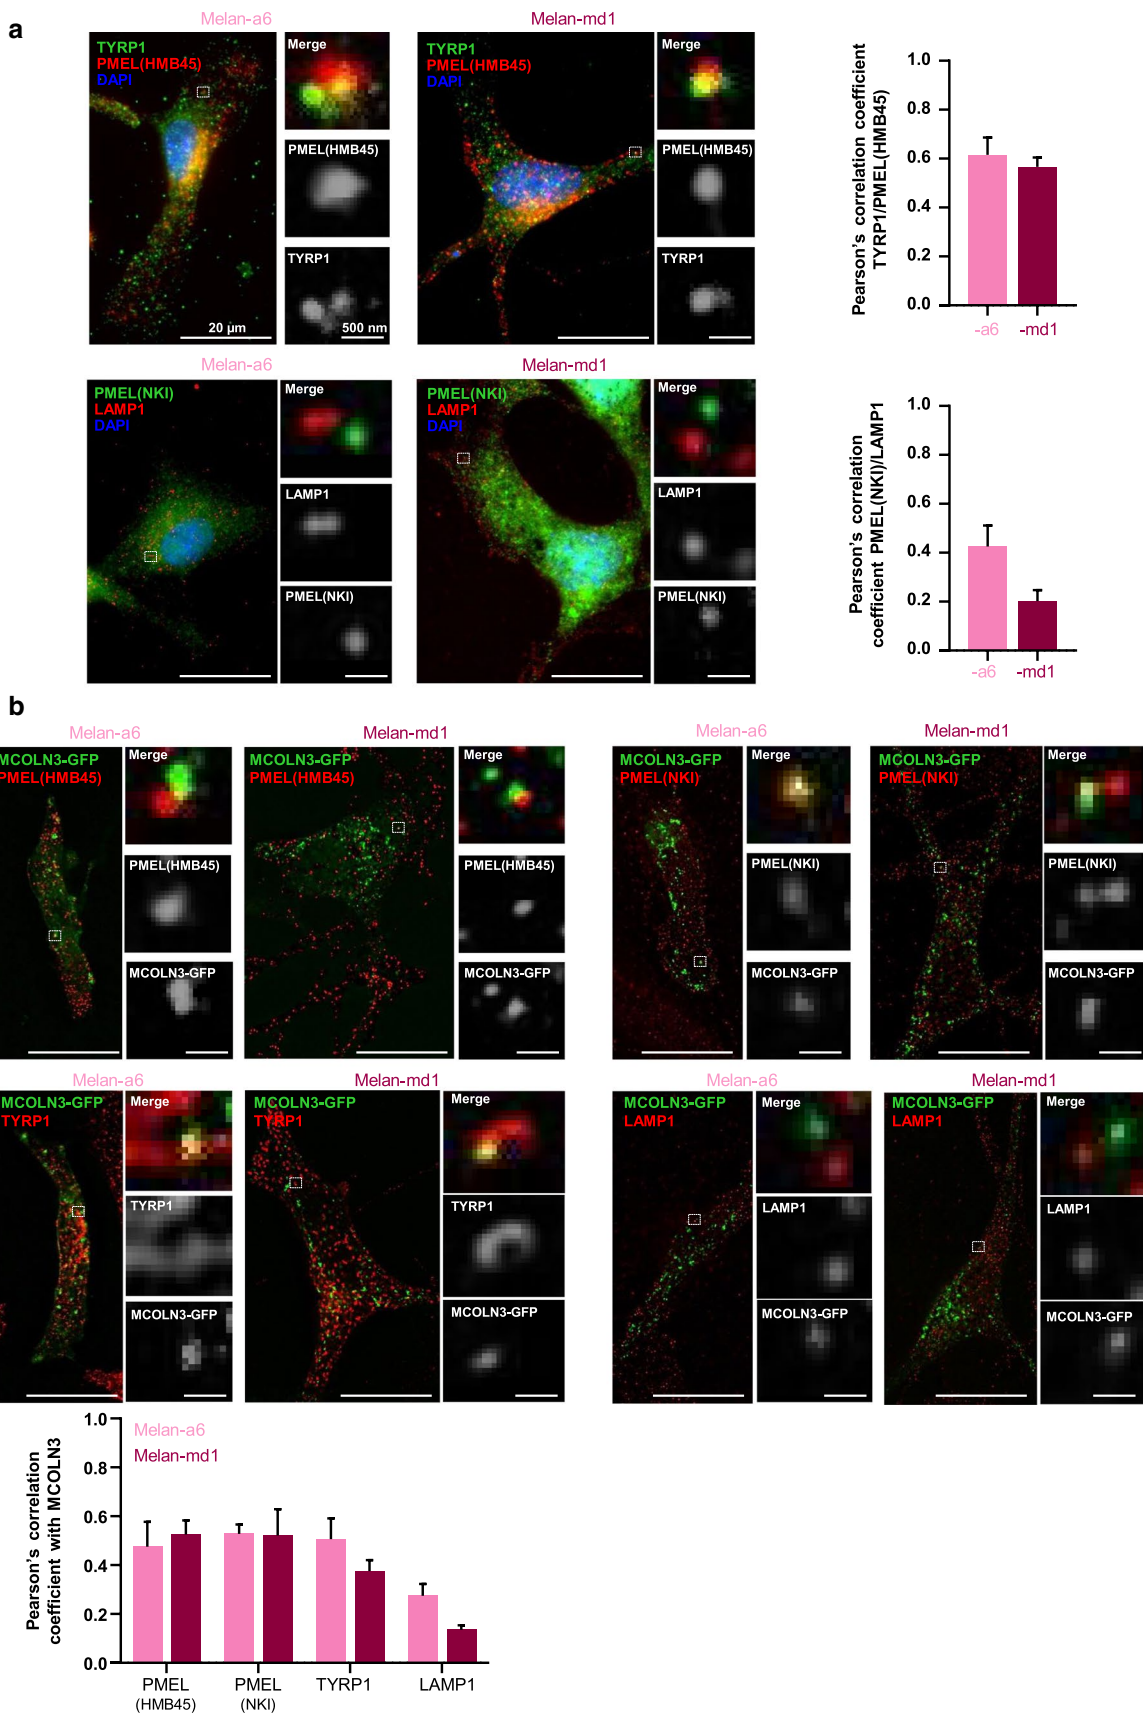 a
Melan-a6
Melan-md1
TYRP1
PMEL(HMB45)
DAPI
Merge
PMEL(HMB45)
TYRP1
20 µm
500 nm
TYRP1
PMEL(HMB45)
DAPI
Merge
PMEL(HMB45)
TYRP1
Pearson's correlation coefficient
TYRP1/PMEL(HMB45)
1.0
0.8
0.6
0.4
0.2
0.0
-a6
-md1
Melan-a6
Melan-md1
PMEL(NKI)
LAMP1
DAPI
Merge
LAMP1
PMEL(NKI)
PMEL(NKI)
LAMP1
DAPI
Merge
LAMP1
PMEL(NKI)
Pearson's correlation
coefficient PMEL(NKI)/LAMP1
1.0
0.8
0.6
0.4
0.2
0.0
-a6
-md1
b
Melan-a6
Melan-md1
Melan-a6
Melan-md1
MCOLN3-GFP
PMEL(HMB45)
Merge
PMEL(HMB45)
MCOLN3-GFP
MCOLN3-GFP
PMEL(HMB45)
Merge
PMEL(HMB45)
MCOLN3-GFP
MCOLN3-GFP
PMEL(NKI)
Merge
PMEL(NKI)
MCOLN3-GFP
MCOLN3-GFP
PMEL(NKI)
Merge
PMEL(NKI)
MCOLN3-GFP
Melan-a6
Melan-md1
Melan-a6
Melan-md1
MCOLN3-GFP
TYRP1
Merge
TYRP1
MCOLN3-GFP
MCOLN3-GFP
TYRP1
Merge
TYRP1
MCOLN3-GFP
MCOLN3-GFP
LAMP1
Merge
LAMP1
MCOLN3-GFP
MCOLN3-GFP
LAMP1
Merge
LAMP1
MCOLN3-GFP
Pearson's correlation
coefficient with MCOLN3
1.0
0.8
0.6
0.4
0.2
0.0
Melan-a6
Melan-md1
PMEL
(HMB45)
PMEL
(NKI)
TYRP1
LAMP1